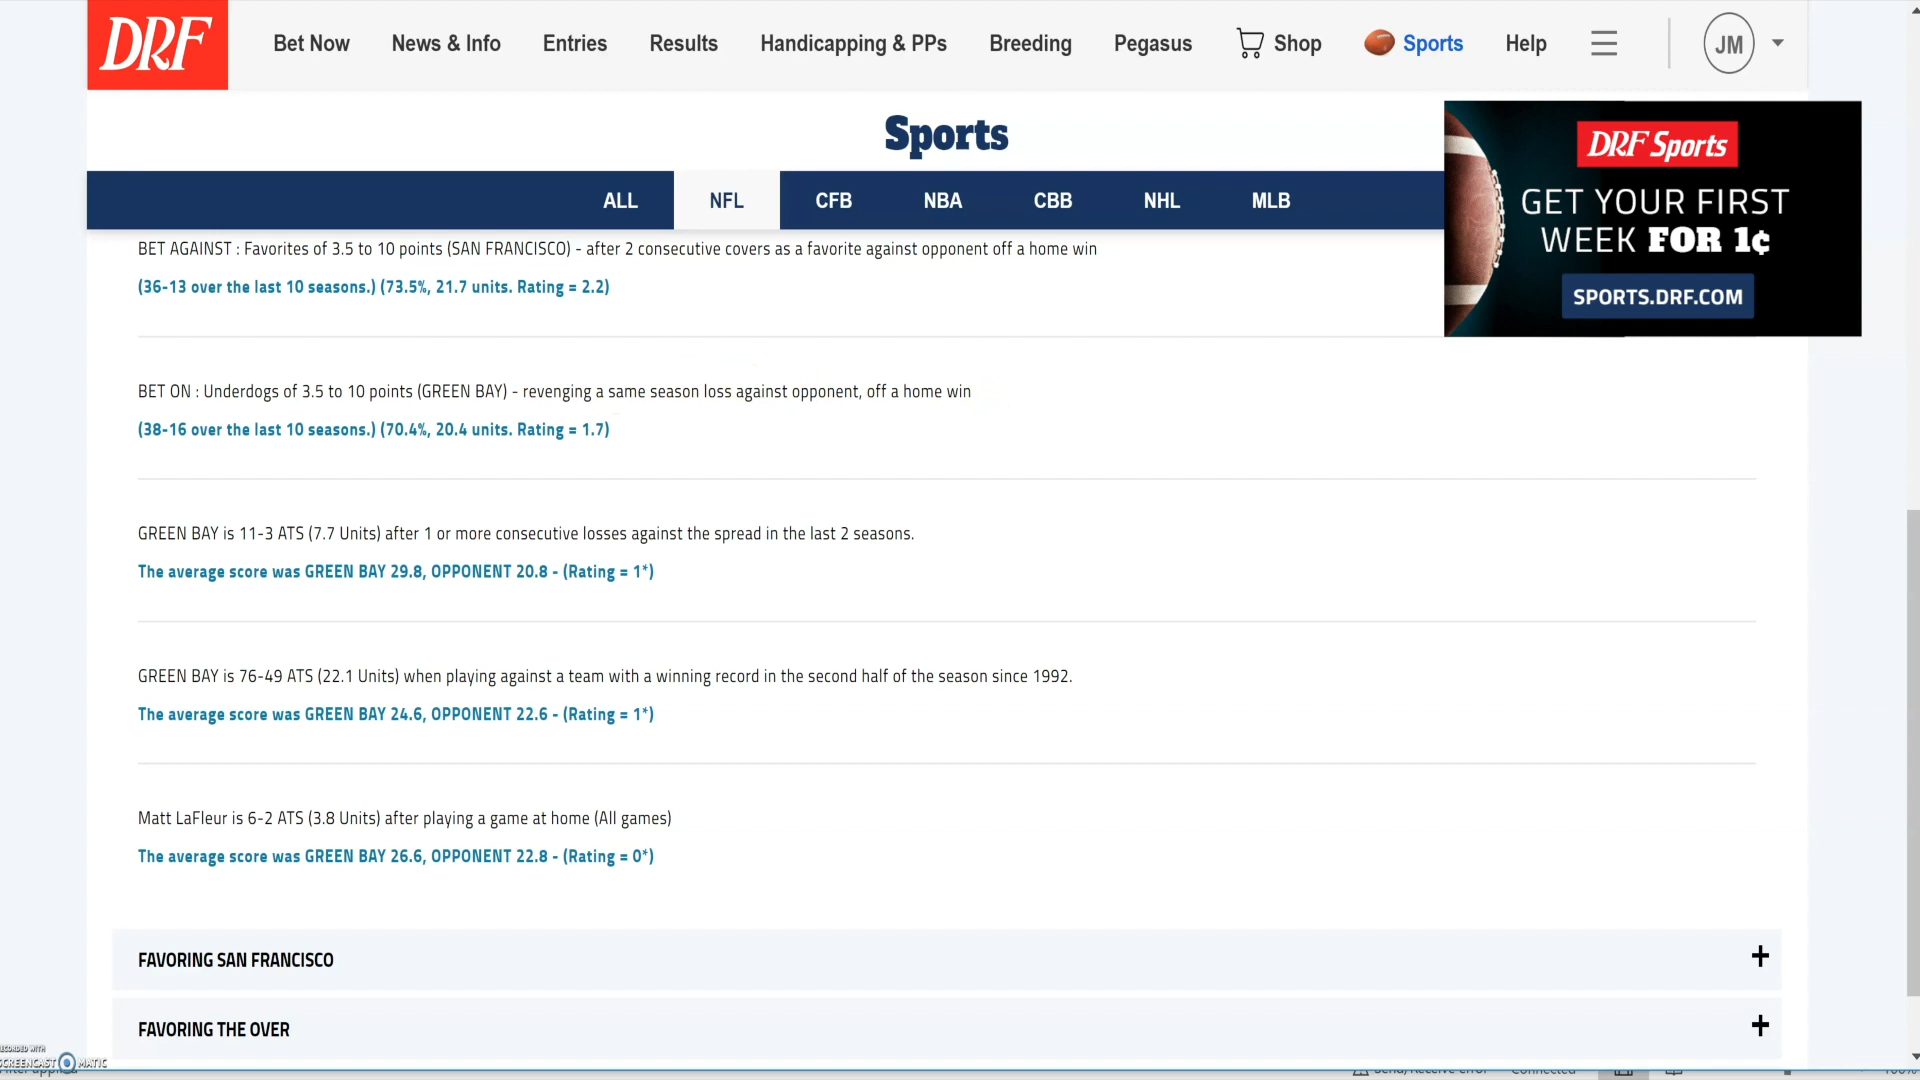 DRF
Bet Now News & Info Entries Results Handicapping & PPs Breeding Pegasus Shop Sports Help JM
Sports
ALL NFL CFB NBA CBB NHL MLB
DRF Sports
GET YOUR FIRST
WEEK FOR 1¢
SPORTS.DRF.COM
BET AGAINST : Favorites of 3.5 to 10 points (SAN FRANCISCO) - after 2 consecutive covers as a favorite against opponent off a home win
(36-13 over the last 10 seasons.) (73.5%, 21.7 units. Rating = 2.2)
BET ON : Underdogs of 3.5 to 10 points (GREEN BAY) - revenging a same season loss against opponent, off a home win
(38-16 over the last 10 seasons.) (70.4%, 20.4 units. Rating = 1.7)
GREEN BAY is 11-3 ATS (7.7 Units) after 1 or more consecutive losses against the spread in the last 2 seasons.
The average score was GREEN BAY 29.8, OPPONENT 20.8 - (Rating = 1*)
GREEN BAY is 76-49 ATS (22.1 Units) when playing against a team with a winning record in the second half of the season since 1992.
The average score was GREEN BAY 24.6, OPPONENT 22.6 - (Rating = 1*)
Matt LaFleur is 6-2 ATS (3.8 Units) after playing a game at home (All games)
The average score was GREEN BAY 26.6, OPPONENT 22.8 - (Rating = 0*)
FAVORING SAN FRANCISCO +
FAVORING THE OVER +
SCREENCAST MATIC